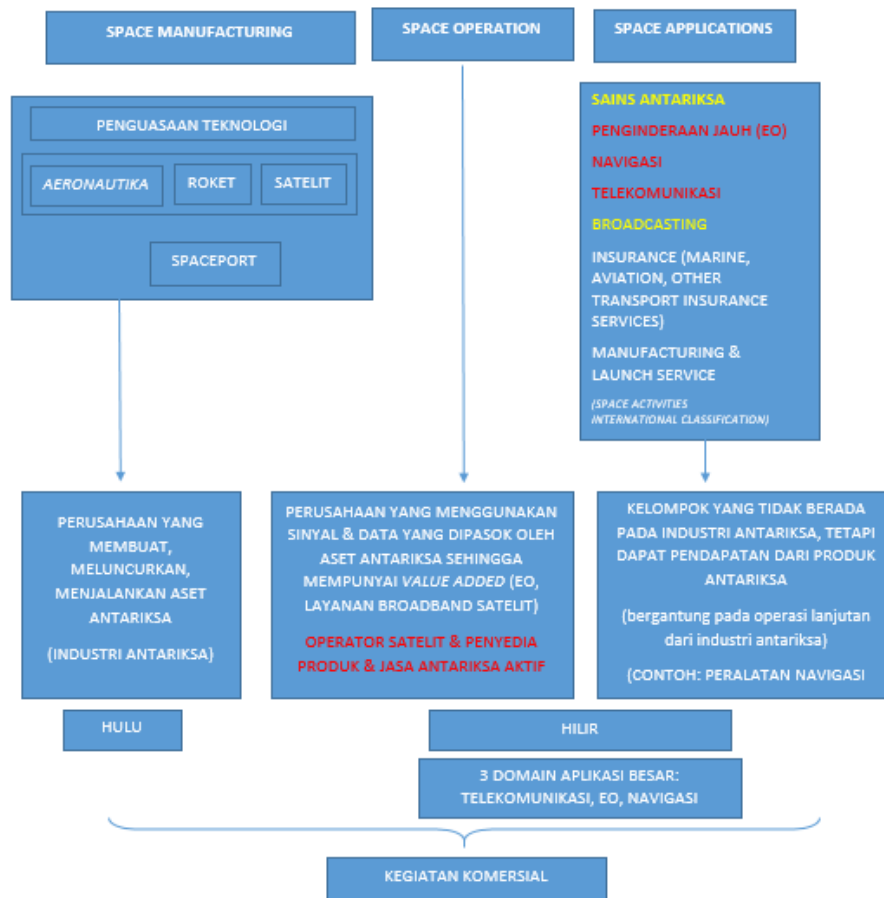 SPACE MANUFACTURING
SPACE OPERATION
SPACE APPLICATIONS
PENGUASAAN TEKNOLOGI
AERONAUTIKA
ROKET
SATELIT
SPACEPORT
SAINS ANTARIKSA
PENGINDERAAN JAUH (EO)
NAVIGASI
TELEKOMUNIKASI
BROADCASTING
INSURANCE (MARINE,
AVIATION, OTHER
TRANSPORT INSURANCE
SERVICES)
MANUFACTURING &
LAUNCH SERVICE
(SPACE ACTIVITIES
INTERNATIONAL CLASSIFICATION)
PERUSAHAAN YANG
MEMBUAT,
MELUNCURKAN,
MENJALANKAN ASET
ANTARIKSA
(INDUSTRI ANTARIKSA)
PERUSAHAAN YANG MENGGUNAKAN
SINYAL & DATA YANG DIPASOK OLEH
ASET ANTARIKSA SEHINGGA
MEMPUNYAI VALUE ADDED (EO,
LAYANAN BROADBAND SATELIT)
OPERATOR SATELIT & PENYEDIA
PRODUK & JASA ANTARIKSA AKTIF
KELOMPOK YANG TIDAK BERADA
PADA INDUSTRI ANTARIKSA, TETAPI
DAPAT PENDAPATAN DARI PRODUK
ANTARIKSA
(bergantung pada operasi lanjutan
dari industri antariksa)
(CONTOH: PERALATAN NAVIGASI
HULU
HILIR
3 DOMAIN APLIKASI BESAR:
TELEKOMUNIKASI, EO, NAVIGASI
KEGIATAN KOMERSIAL